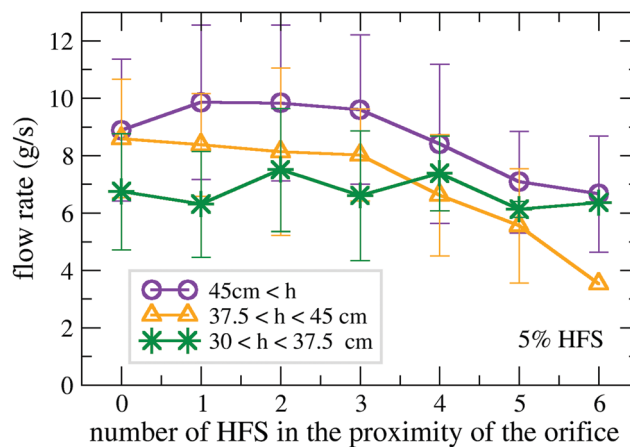 flow rate (g/s)
12
10
8
6
4
2
0
45cm < h
37.5 < h < 45 cm
30 < h < 37.5 cm
5% HFS
0 1 2 3 4 5 6
number of HFS in the proximity of the orifice